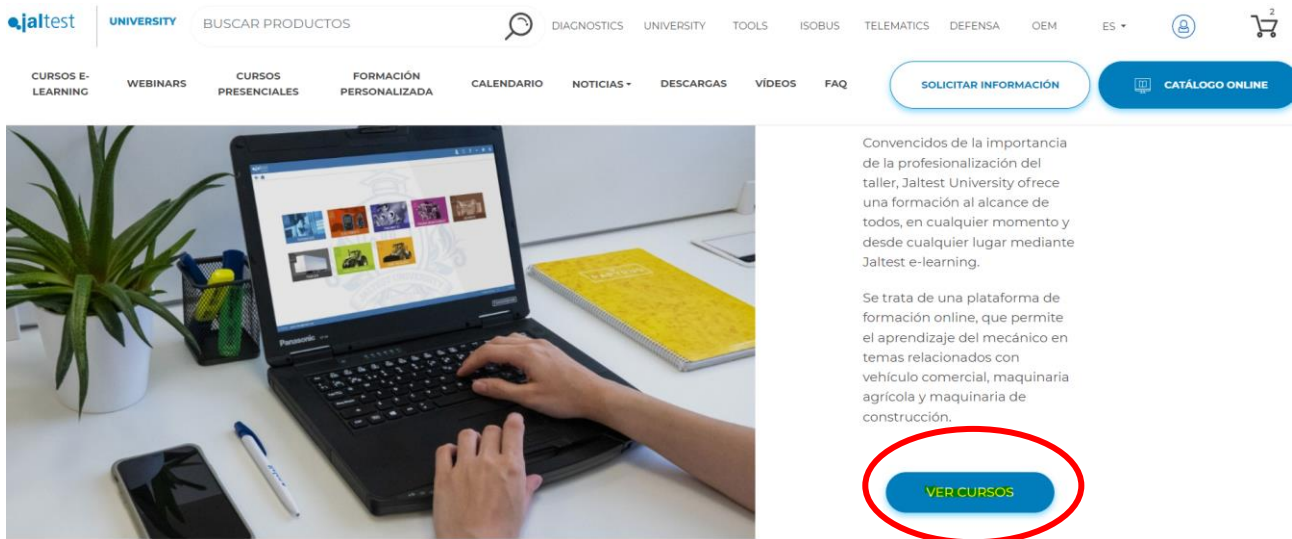 jaltest
UNIVERSITY
BUSCAR PRODUCTOS
DIAGNOSTICS UNIVERSITY TOOLS ISOBUS TELEMATICS DEFENSA OEM
ES
2
CURSOS E-
LEARNING
WEBINARS
CURSOS
PRESENCIALES
FORMACIÓN
PERSONALIZADA
CALENDARIO
NOTICIAS
DESCARGAS
VÍDEOS
FAQ
SOLICITAR INFORMACIÓN
CATÁLOGO ONLINE
Convencidos de la importancia
de la profesionalización del
taller, Jaltest University ofrece
una formación al alcance de
todos, en cualquier momento y
desde cualquier lugar mediante
Jaltest e-learning.
Se trata de una plataforma de
formación online, que permite
el aprendizaje del mecánico en
temas relacionados con
vehículo comercial, maquinaria
agrícola y maquinaria de
construcción.
VER CURSOS
Panasonic